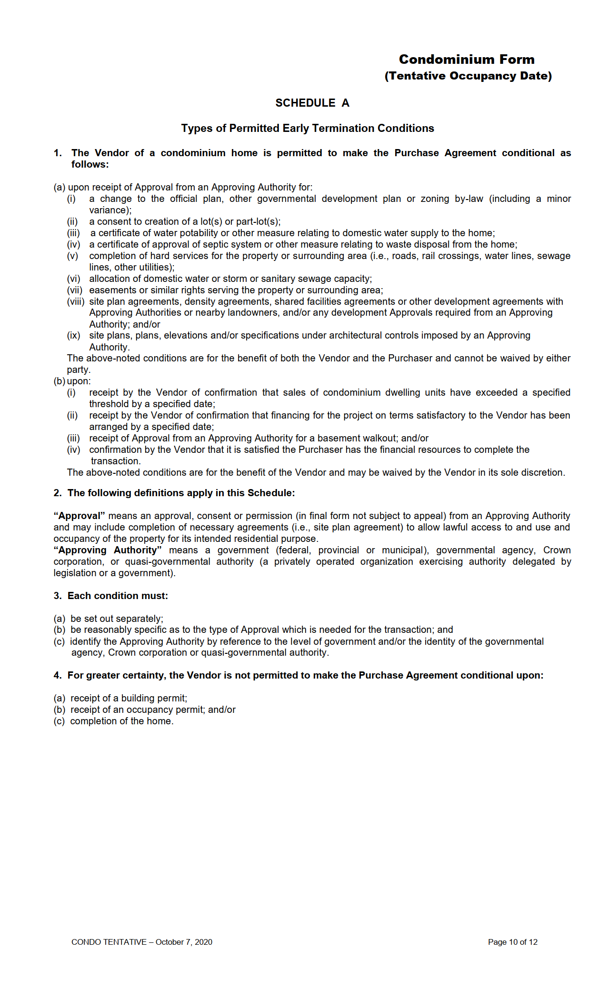 Condominium Form
(Tentative Occupancy Date)
SCHEDULE A
Types of Permitted Early Termination Conditions
1. The Vendor of a condominium home is permitted to make the Purchase Agreement conditional as
follows:
(a) upon receipt of Approval from an Approving Authority for:
(i) a change to the official plan, other governmental development plan or zoning by-law (including a minor
variance);
(ii) a consent to creation of a lot(s) or part-lot(s);
(iii) a certificate of water potability or other measure relating to domestic water supply to the home;
(iv) a certificate of approval of septic system or other measure relating to waste disposal from the home;
(v) completion of hard services for the property or surrounding area (i.e., roads, rail crossings, water lines, sewage
lines, other utilities);
(vi) allocation of domestic water or storm or sanitary sewage capacity;
(vii) easements or similar rights serving the property or surrounding area;
(viii) site plan agreements, density agreements, shared facilities agreements or other development agreements with
Approving Authorities or nearby landowners, and/or any development Approvals required from an Approving
Authority; and/or
(ix) site plans, plans, elevations and/or specifications under architectural controls imposed by an Approving
Authority.
The above-noted conditions are for the benefit of both the Vendor and the Purchaser and cannot be waived by either
party.
(b) upon:
(i) receipt by the Vendor of confirmation that sales of condominium dwelling units have exceeded a specified
threshold by a specified date;
(ii) receipt by the Vendor of confirmation that financing for the project on terms satisfactory to the Vendor has been
arranged by a specified date;
(iii) receipt of Approval from an Approving Authority for a basement walkout; and/or
(iv) confirmation by the Vendor that it is satisfied the Purchaser has the financial resources to complete the
transaction.
The above-noted conditions are for the benefit of the Vendor and may be waived by the Vendor in its sole discretion.
2. The following definitions apply in this Schedule:
“Approval” means an approval, consent or permission (in final form not subject to appeal) from an Approving Authority
and may include completion of necessary agreements (i.e., site plan agreement) to allow lawful access to and use and
occupancy of the property for its intended residential purpose.
“Approving Authority” means a government (federal, provincial or municipal), governmental agency, Crown
corporation, or quasi-governmental authority (a privately operated organization exercising authority delegated by
legislation or a government).
3. Each condition must:
(a) be set out separately;
(b) be reasonably specific as to the type of Approval which is needed for the transaction; and
(c) identify the Approving Authority by reference to the level of government and/or the identity of the governmental
agency, Crown corporation or quasi-governmental authority.
4. For greater certainty, the Vendor is not permitted to make the Purchase Agreement conditional upon:
(a) receipt of a building permit;
(b) receipt of an occupancy permit; and/or
(c) completion of the home.
CONDO TENTATIVE – October 7, 2020 Page 10 of 12